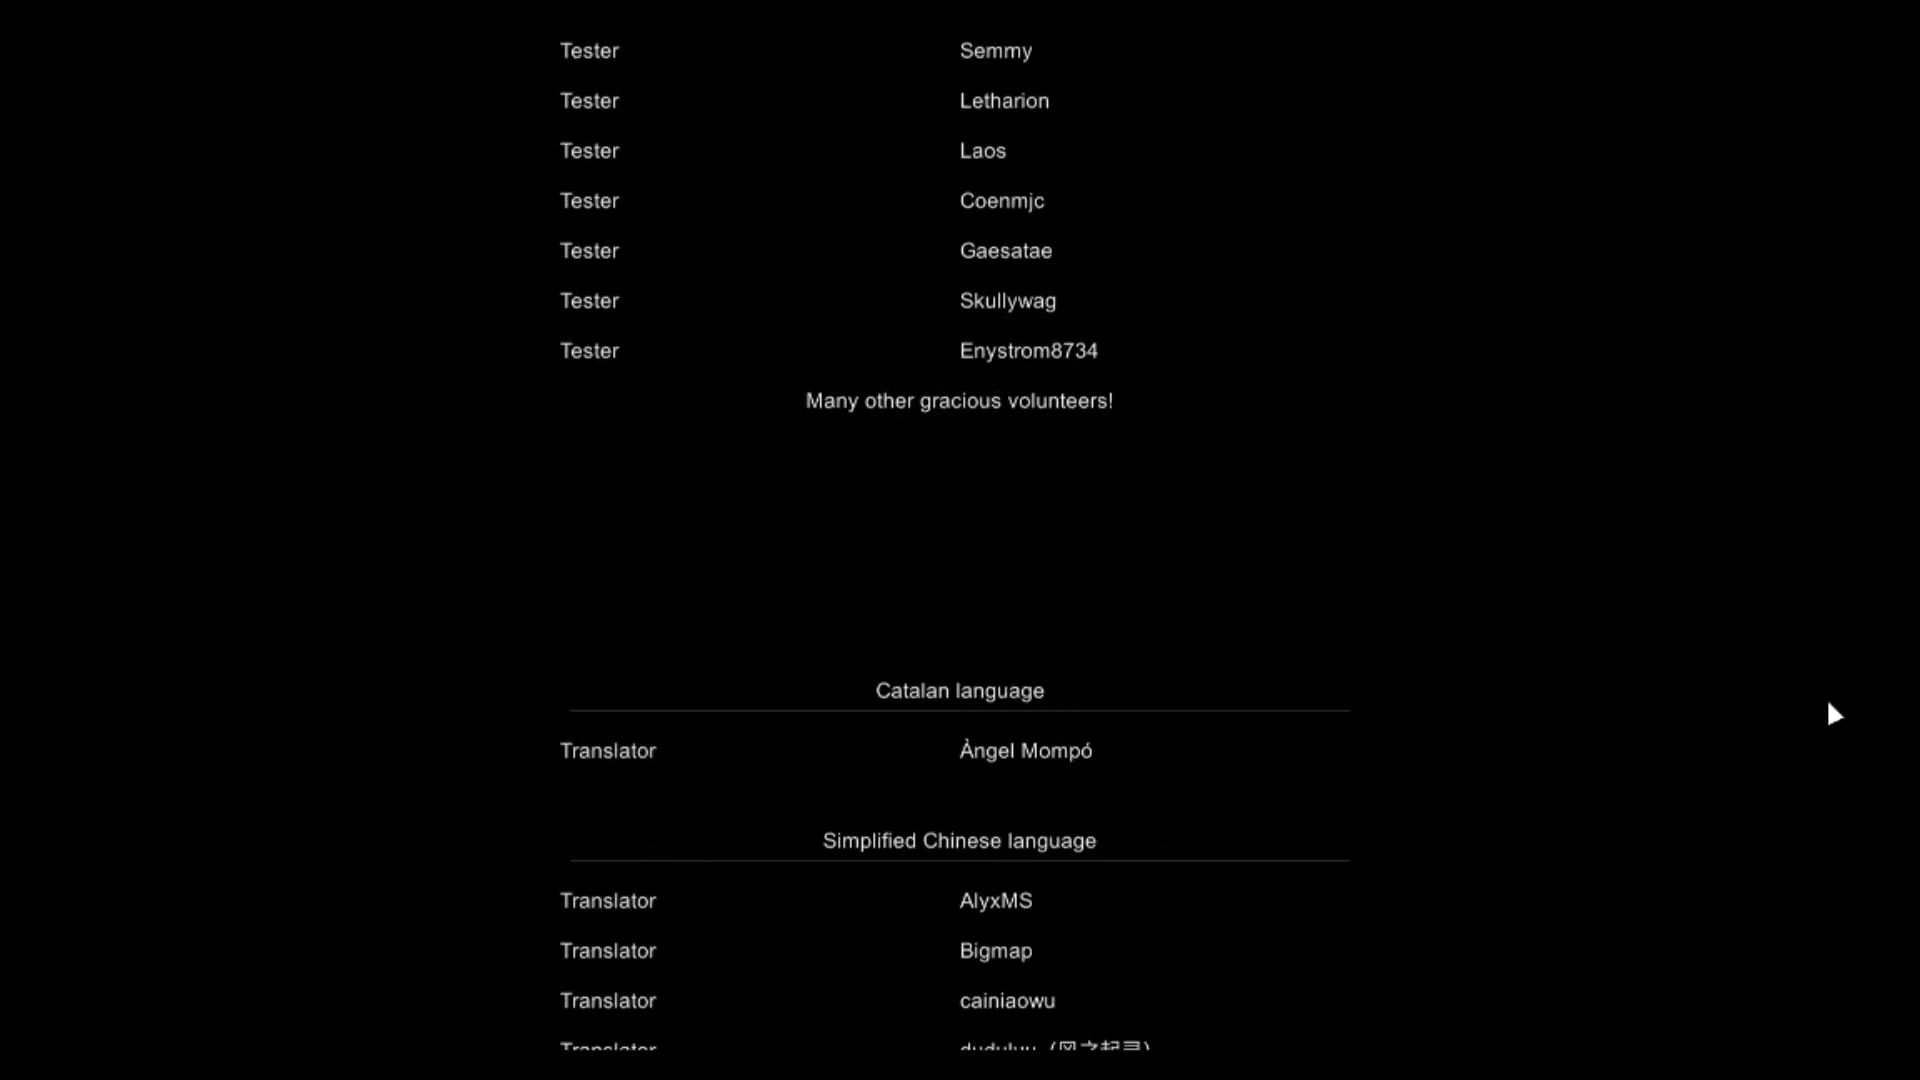 Tester Semmy
Tester Letharion
Tester Laos
Tester Coenmjc
Tester Gaesatae
Tester Skullywag
Tester Enystrom8734
Many other gracious volunteers!
Catalan language
Translator Àngel Mompó
Simplified Chinese language
Translator AlyxMS
Translator Bigmap
Translator cainiaowu
Translator